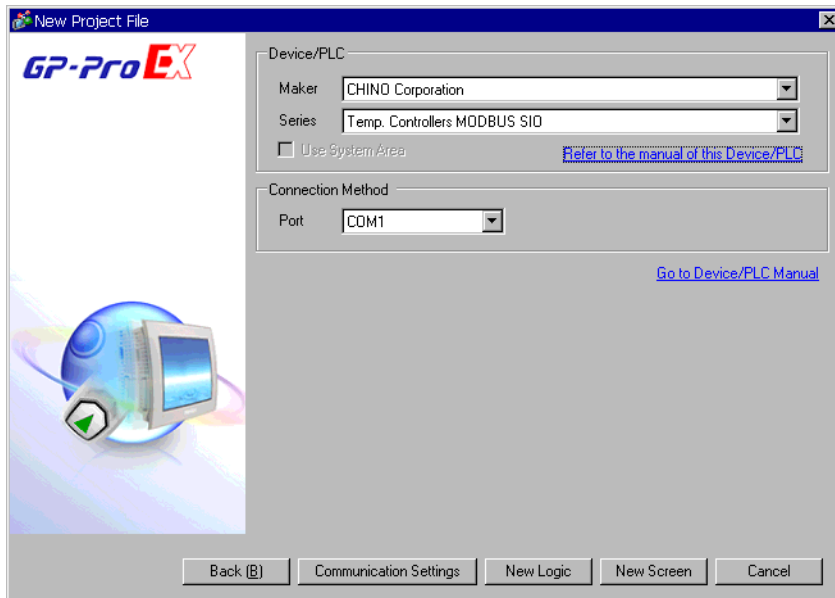 New Project File
GP-Pro EX
Device/PLC
Maker CHINO Corporation
Series Temp. Controllers MODBUS SIO
Use System Area Refer to the manual of this Device/PLC
Connection Method
Port COM1
Go to Device/PLC Manual
Back (B) Communication Settings New Logic New Screen Cancel